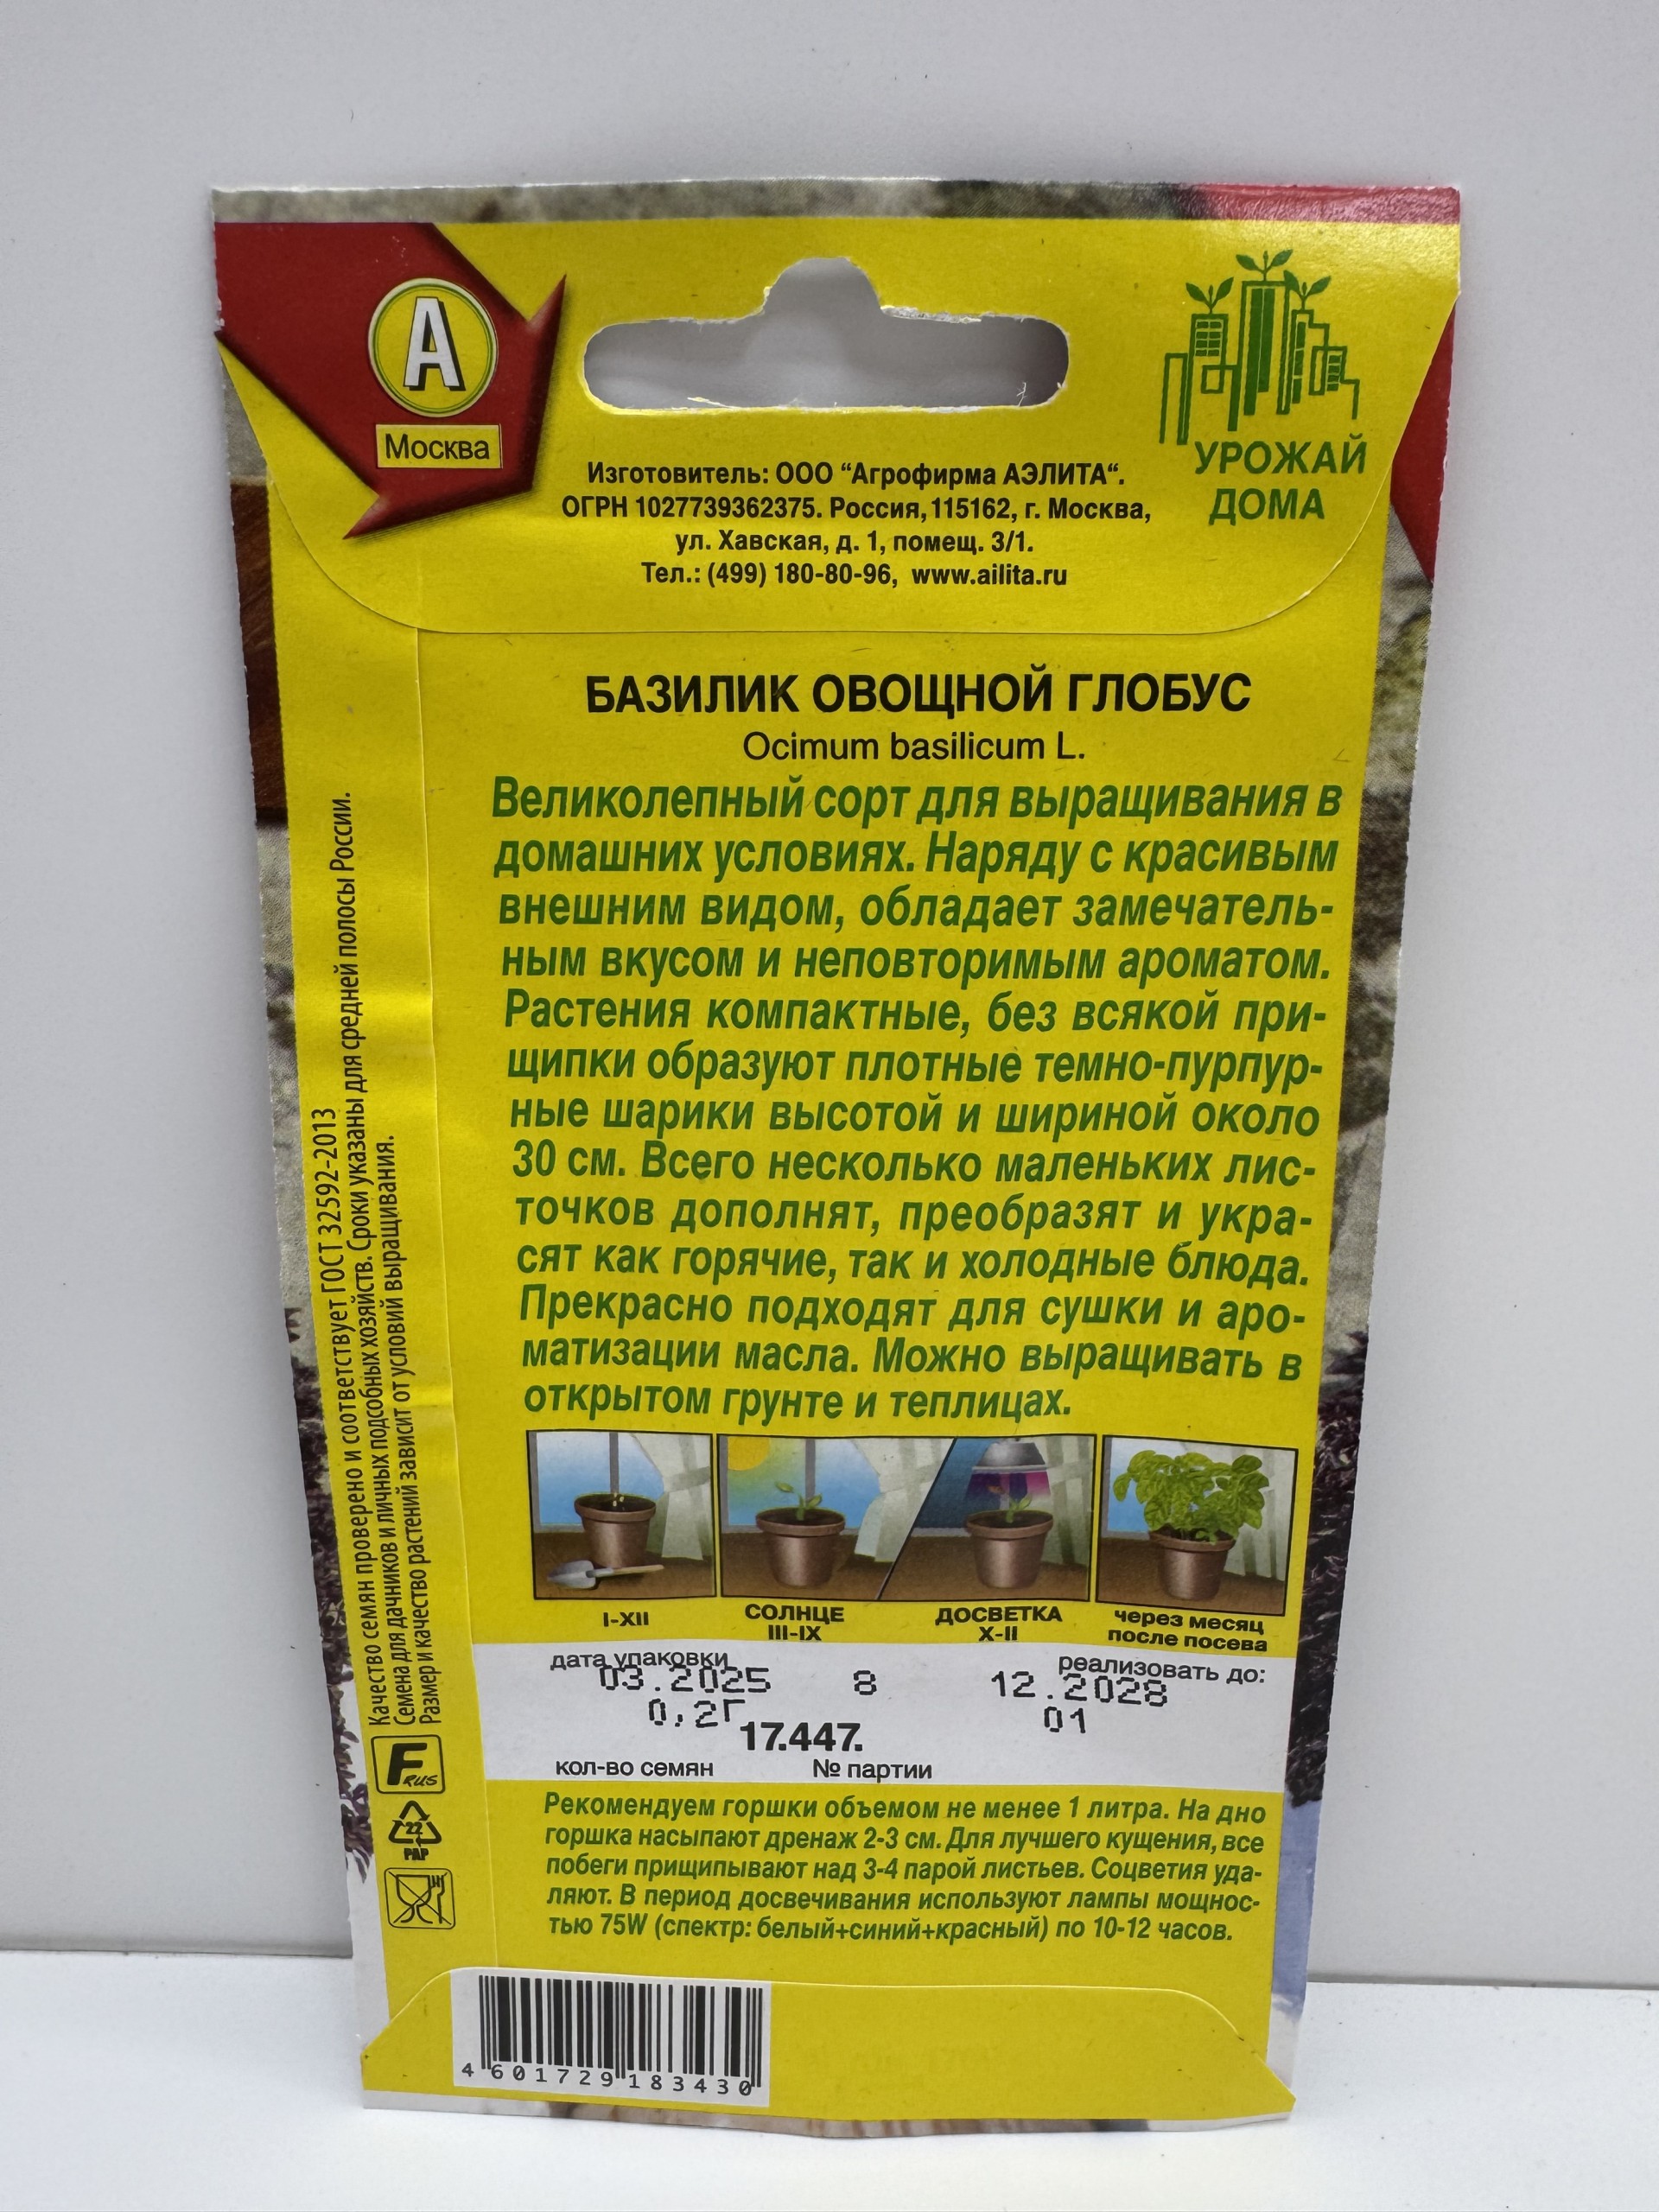 А
Москва
УРОЖАЙ
ДОМА
Изготовитель: ООО “Агрофирма АЭЛИТА“.
ОГРН 1027739362375. Россия, 115162, г. Москва,
ул. Хавская, д. 1, помещ. 3/1.
Тел.: (499) 180-80-96, www.ailita.ru
БАЗИЛИК ОВОЩНОЙ ГЛОБУС
Ocimum basilicum L.
Великолепный сорт для выращивания в
домашних условиях. Наряду с красивым
внешним видом, обладает замечатель-
ным вкусом и неповторимым ароматом.
Растения компактные, без всякой при-
щипки образуют плотные темно-пурпур-
ные шарики высотой и шириной около
30 см. Всего несколько маленьких лис-
точков дополнят, преобразят и укра-
сят как горячие, так и холодные блюда.
Прекрасно подходят для сушки и аро-
матизации масла. Можно выращивать в
открытом грунте и теплицах.
I-XII
СОЛНЦЕ
III-IX
ДОСВЕТКА
X-II
через месяц
после посева
дата упаковки
реализовать до:
03.2025 8 12.2028
0,2Г 01
17.447.
кол-во семян № партии
Рекомендуем горшки объемом не менее 1 литра. На дно
горшка насыпают дренаж 2-3 см. Для лучшего кущения, все
побеги прищипывают над 3-4 парой листьев. Соцветия уда-
ляют. В период досвечивания используют лампы мощнос-
тью 75W (спектр: белый+синий+красный) по 10-12 часов.
Качество семян проверено и соответствует ГОСТ 32592-2013
Семена для дачников и личных подсобных хозяйств. Сроки указаны для средней полосы России.
Размер и качество растений зависит от условий выращивания.
F RUS
22
PAP
4 601729 183430